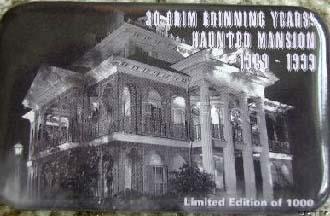 30 GRIM GRINNING YEARS
HAUNTED MANSION
1969 - 1999
Limited Edition of 1000